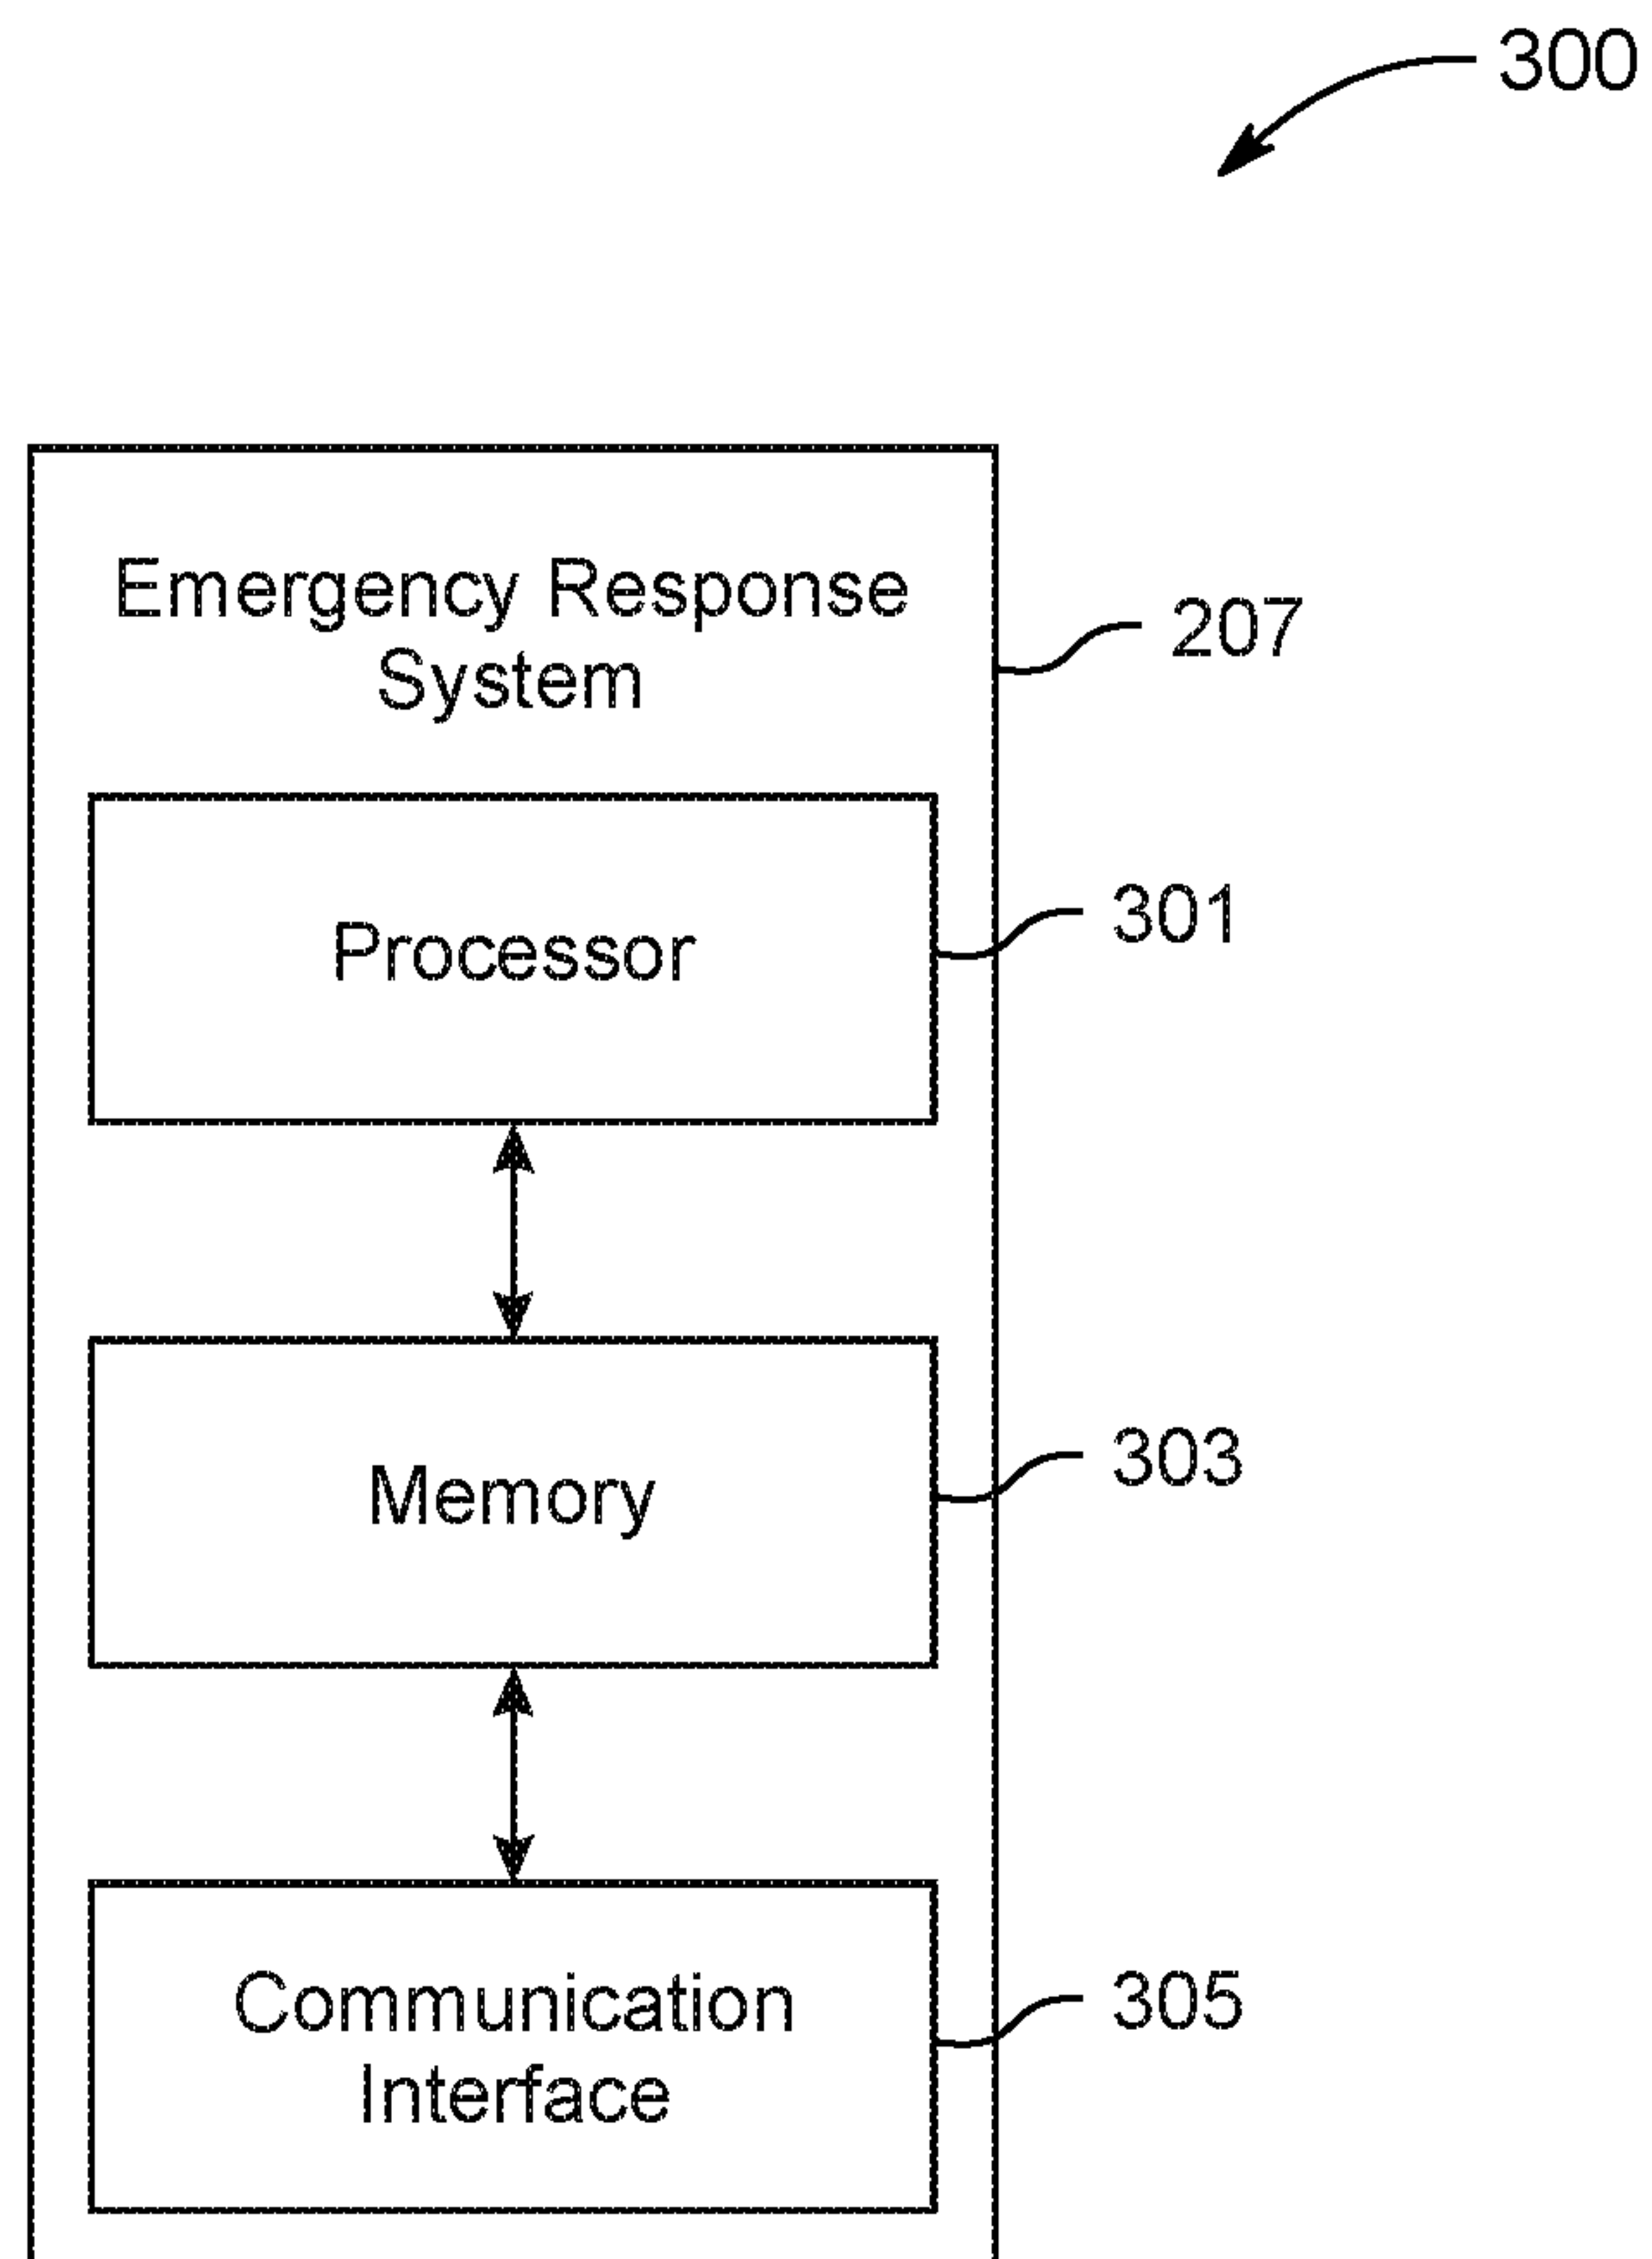 300
Emergency Response
System
207
Processor
301
Memory
303
Communication
Interface
305